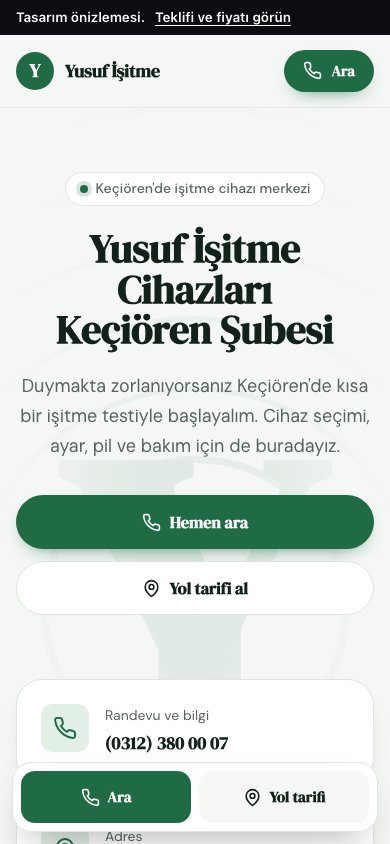 Tasarım önizlemesi. Teklifi ve fiyatı görün
Y Yusuf İşitme Ara
Keçiören'de işitme cihazı merkezi
Yusuf İşitme
Cihazları
Keçiören Şubesi
Duymakta zorlanıyorsanız Keçiören'de kısa
bir işitme testiyle başlayalım. Cihaz seçimi,
ayar, pil ve bakım için de buradayız.
Hemen ara
Yol tarifi al
Randevu ve bilgi
(0312) 380 00 07
Ara Yol tarifi
Adres